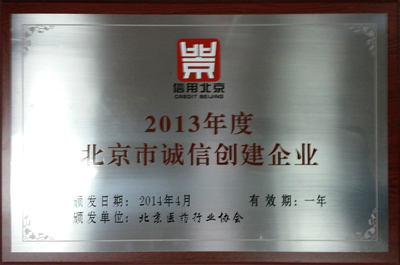 信用北京
CREDIT BEIJING
2013年度
北京市诚信创建企业
颁发日期: 2014年4月 有效期: 一年
颁发单位: 北京医药行业协会